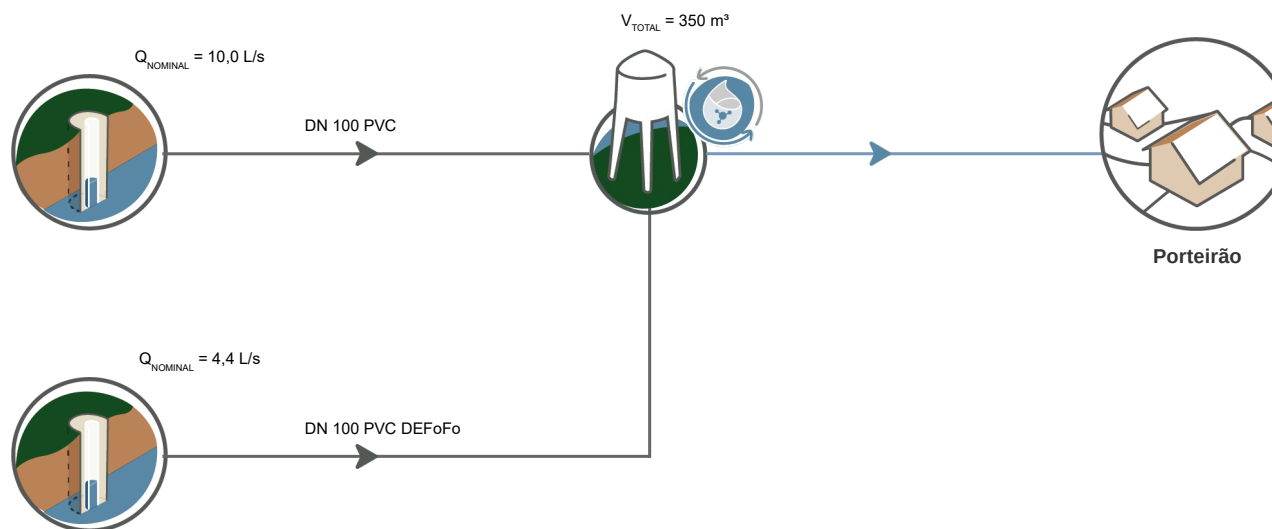 V_TOTAL = 350 m³
Q_NOMINAL = 10,0 L/s
DN 100 PVC
Porteirão
Q_NOMINAL = 4,4 L/s
DN 100 PVC DEFoFo